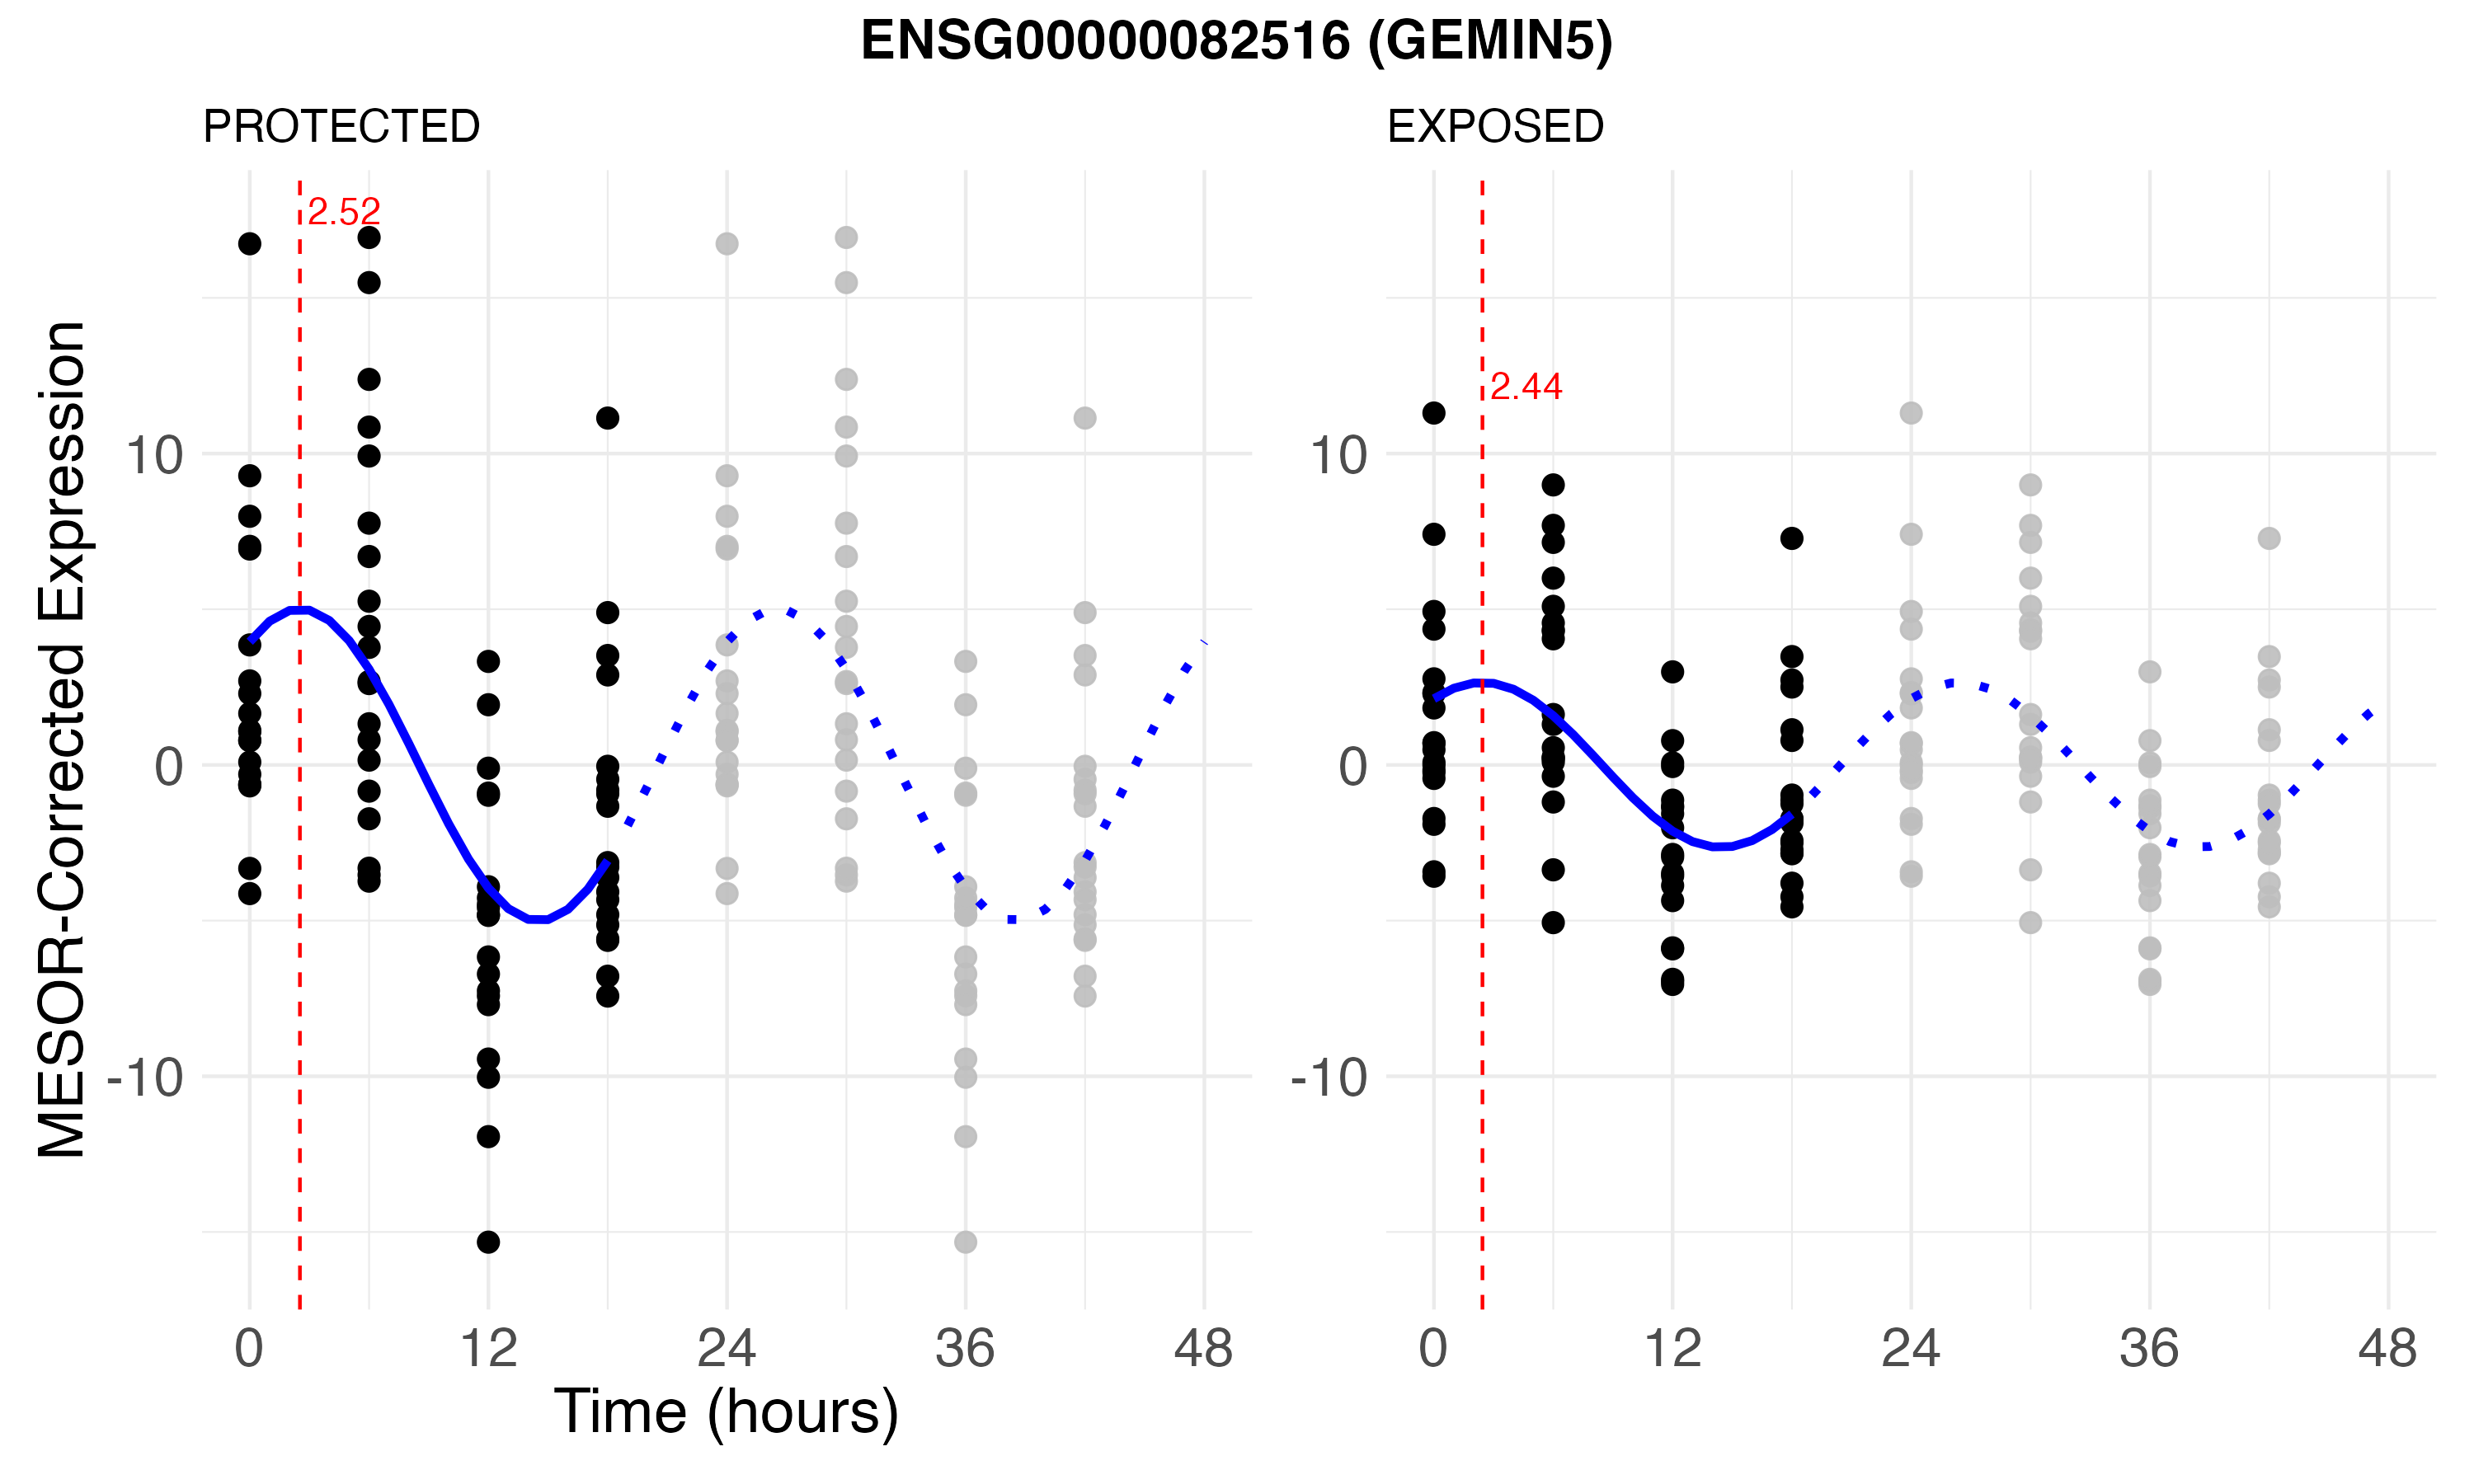 ENSG00000082516 (GEMIN5)
PROTECTED
EXPOSED
MESOR-Corrected Expression
2.52
10
0
-10
0 12 24 36 48
2.44
10
0
-10
0 12 24 36 48
Time (hours)